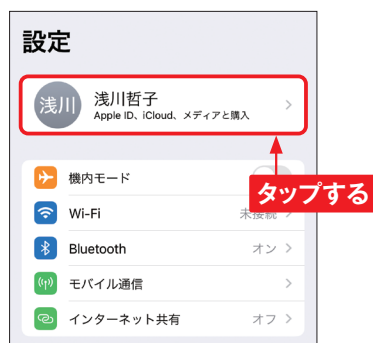 設定
浅川
浅川哲子
Apple ID、iCloud、メディアと購入
機内モード
タップする
Wi-Fi
未接続
Bluetooth
オン
モバイル通信
インターネット共有
オフ